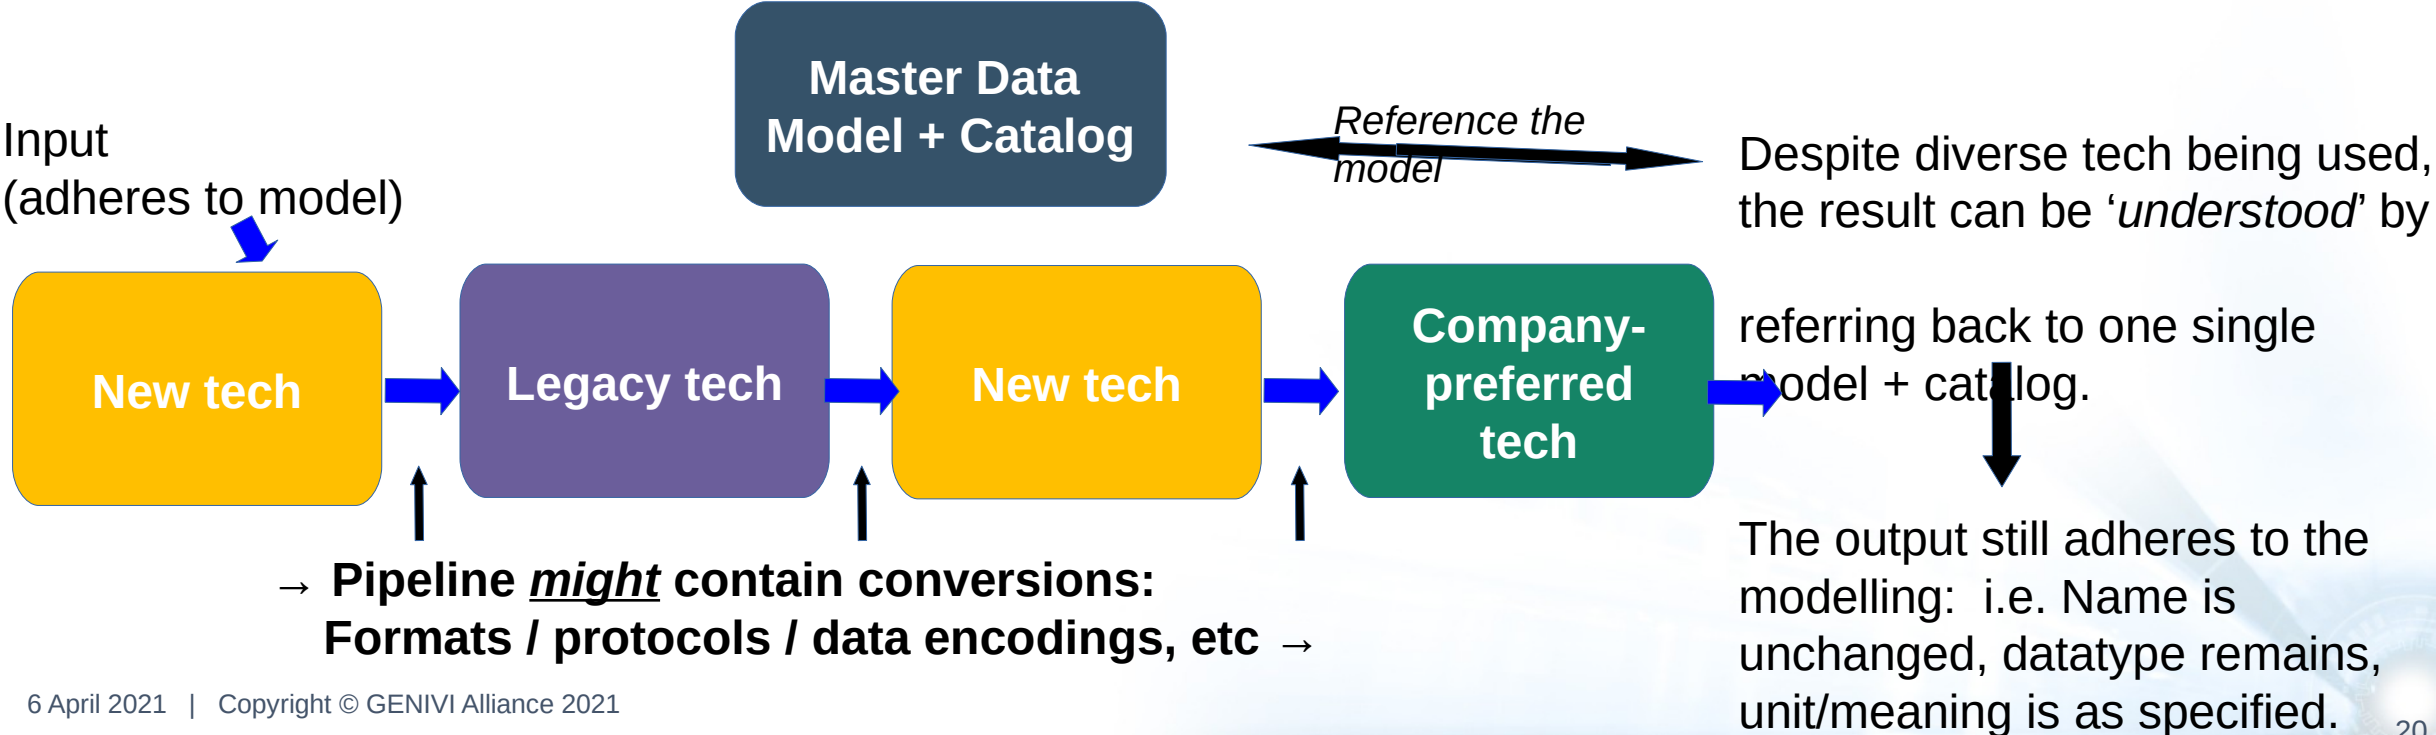 Master Data
Model + Catalog
Input
(adheres to model)
Reference the
model
Despite diverse tech being used,
the result can be ‘understood’ by
referring back to one single
model + catalog.
New tech
Legacy tech
New tech
Company-
preferred
tech
→ Pipeline might contain conversions:
Formats / protocols / data encodings, etc →
The output still adheres to the
modelling:  i.e. Name is
unchanged, datatype remains,
unit/meaning is as specified.
6 April 2021   |   Copyright © GENIVI Alliance 2021
20